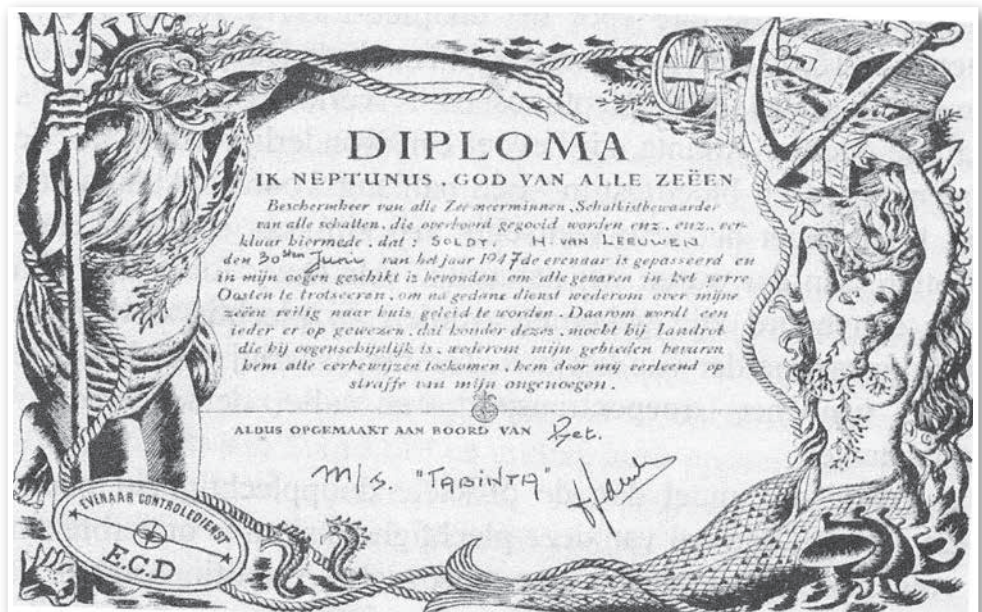 DIPLOMA
IK NEPTUNUS, GOD VAN ALLE ZEËEN
Beschermheer van alle Zeemeerminnen, Schatkistbewaarder
van alle schatten, die overboord gegooid worden enz., enz., ver-
klaar hiermede, dat: SOLDT. H VAN LEEUWEN
den 30sten Juni van het jaar 1947 de evenaar is gepasseerd en
in mijn oogen geschikt is bevonden om alle gevaren in het verre
Oosten te trotseeren, om na gedane dienst wederom over mijne
zeëen veilig naar huis geleid te worden. Daarom wordt een
ieder er op gewezen, dat houder dezes, mocht hij landrot
die hij oogenschijnlijk is, wederom mijn gebieden bevaren
hem alle eerbewijzen toekomen, hem door mij verleend op
straffe van mijn ongenoegen.
ALDUS OPGEMAAKT AAN BOORD VAN Get.
M/S. "TABINTA"
EVENAAR CONTROLEDIENST
E.C.D